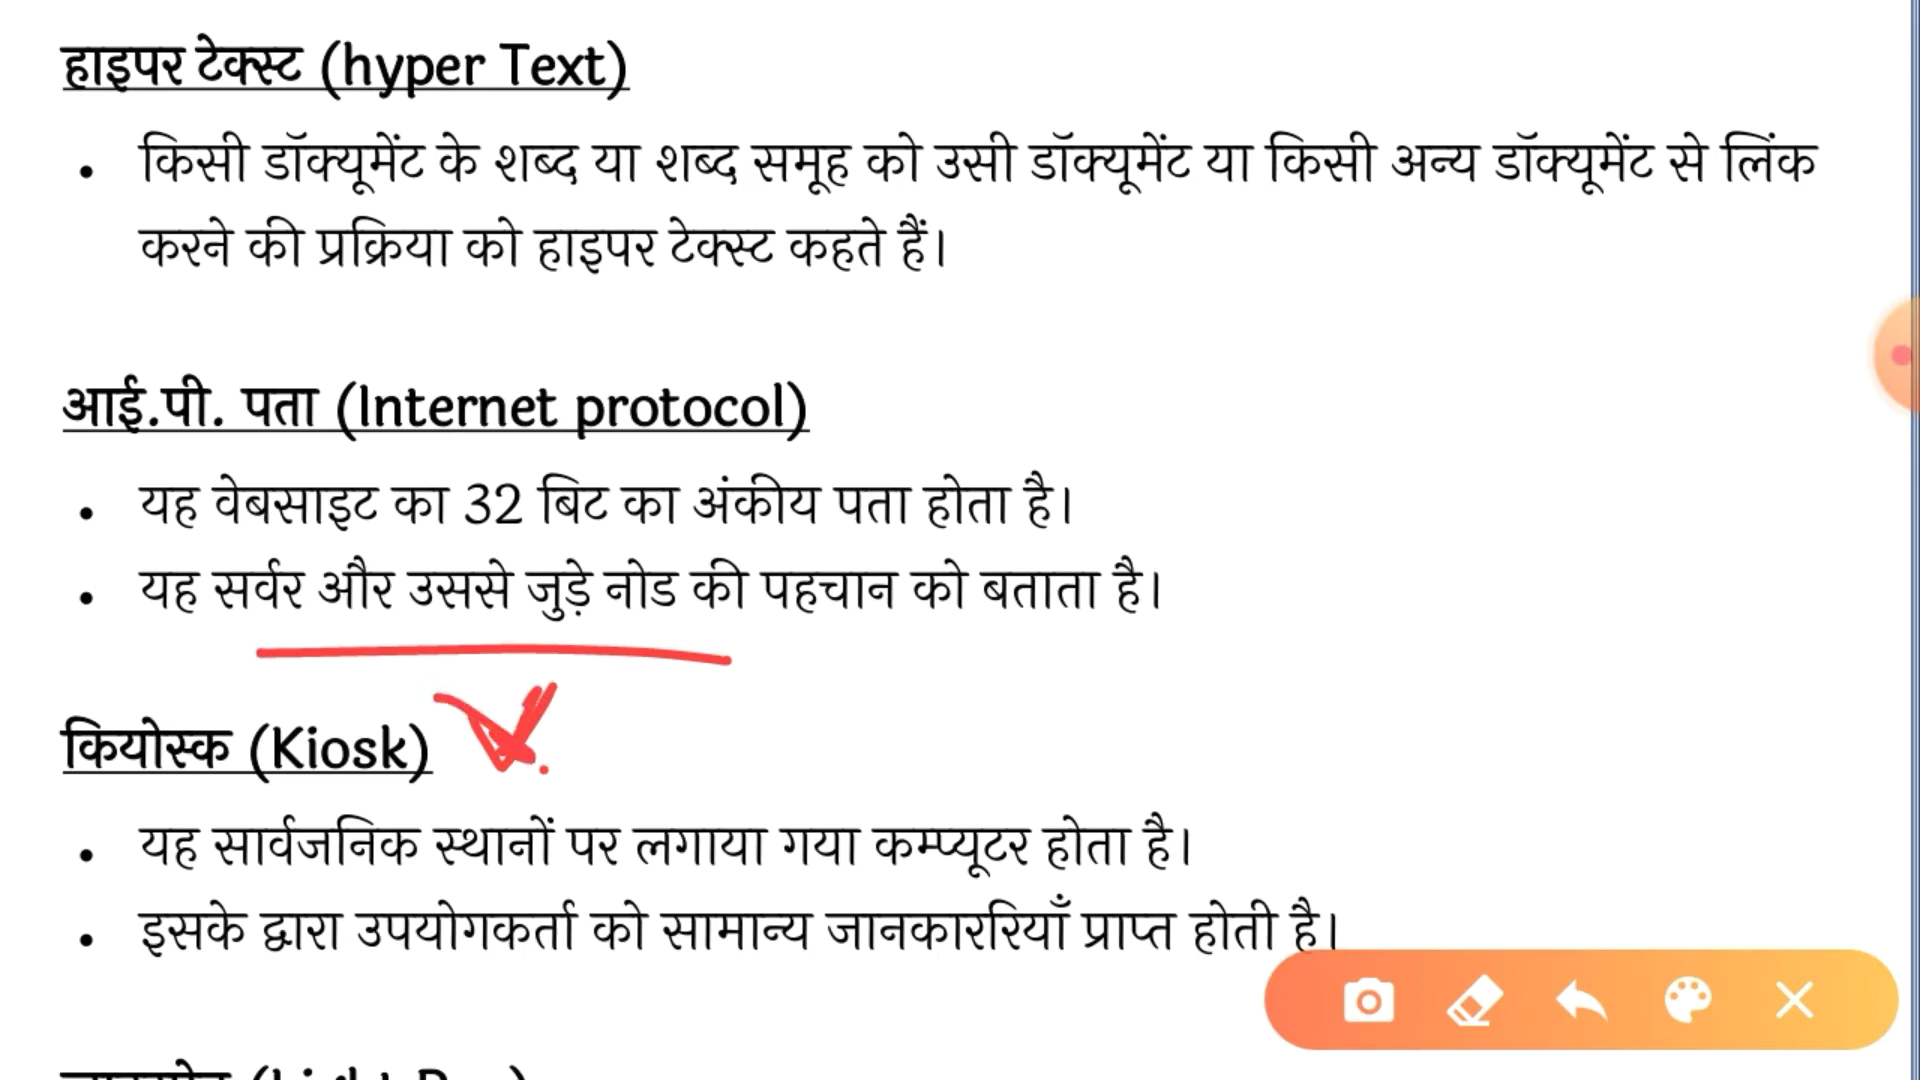 हाइपर टेक्स्ट (hyper Text)
• किसी डॉक्यूमेंट के शब्द या शब्द समूह को उसी डॉक्यूमेंट या किसी अन्य डॉक्यूमेंट से लिंक
करने की प्रक्रिया को हाइपर टेक्स्ट कहते हैं।
आई.पी. पता (Internet protocol)
• यह वेबसाइट का 32 बिट का अंकीय पता होता है।
• यह सर्वर और उससे जुड़े नोड की पहचान को बताता है।
कियोस्क (Kiosk)
• यह सार्वजनिक स्थानों पर लगाया गया कम्प्यूटर होता है।
• इसके द्वारा उपयोगकर्ता को सामान्य जानकाररियाँ प्राप्त होती है।